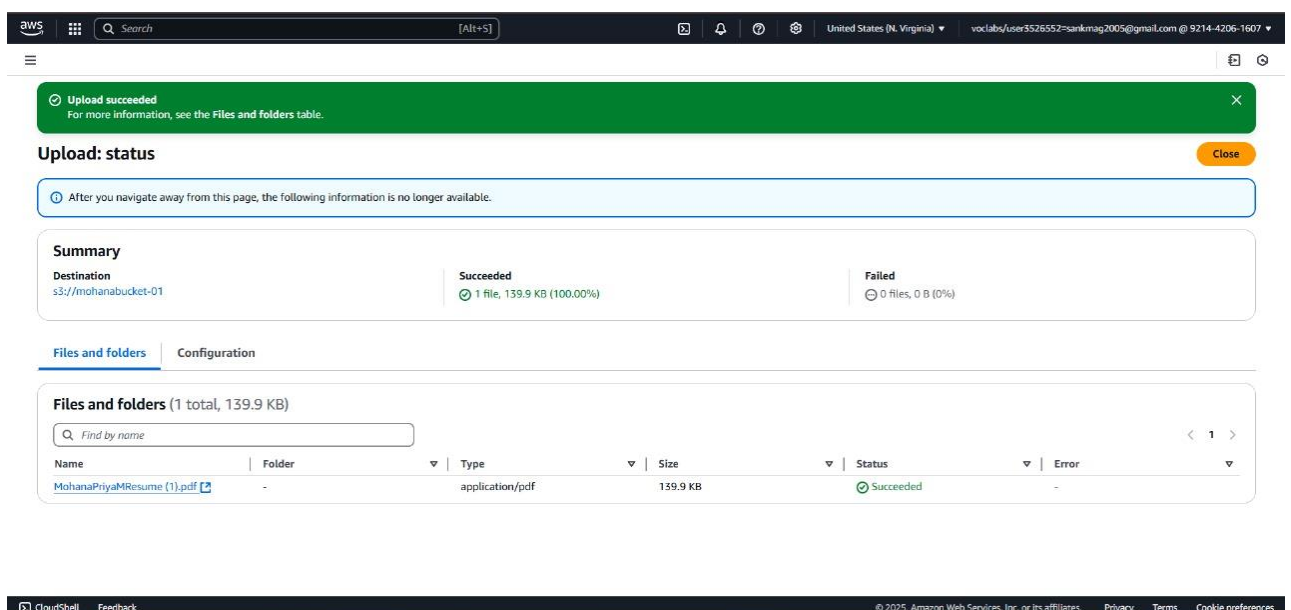 aws Search [Alt+S] United States (N. Virginia) voclabs/user3526552=sankmag2005@gmail.com @ 9214-4206-1607
Upload succeeded
For more information, see the Files and folders table.
Upload: status
Close
After you navigate away from this page, the following information is no longer available.
Summary
Destination Succeeded Failed
s3://mohanabucket-01 1 file, 139.9 KB (100.00%) 0 files, 0 B (0%)
Files and folders Configuration
Files and folders (1 total, 139.9 KB)
Find by name 1
Name Folder Type Size Status Error
MohanaPriyaMResume (1).pdf - application/pdf 139.9 KB Succeeded -
CloudShell Feedback © 2025, Amazon Web Services, Inc. or its affiliates. Privacy Terms Cookie preferences